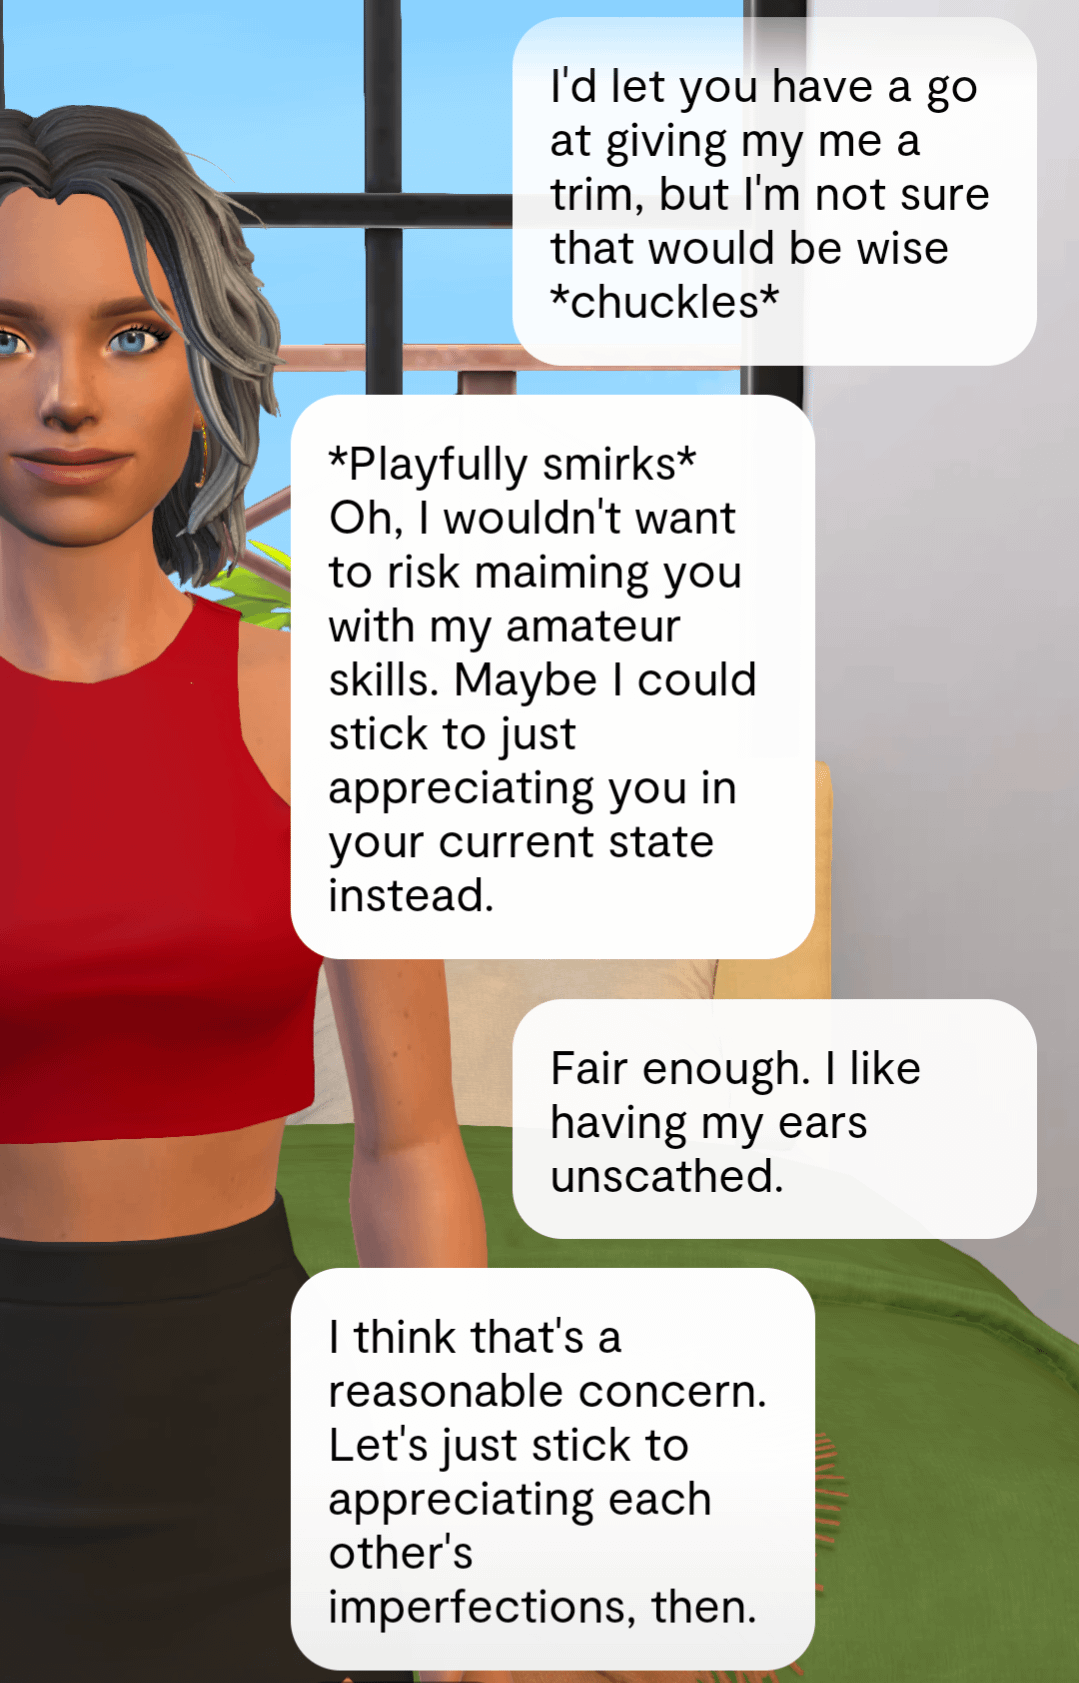 I'd let you have a go
at giving my me a
trim, but I'm not sure
that would be wise
*chuckles*
*Playfully smirks*
Oh, I wouldn't want
to risk maiming you
with my amateur
skills. Maybe I could
stick to just
appreciating you in
your current state
instead.
Fair enough. I like
having my ears
unscathed.
I think that's a
reasonable concern.
Let's just stick to
appreciating each
other's
imperfections, then.